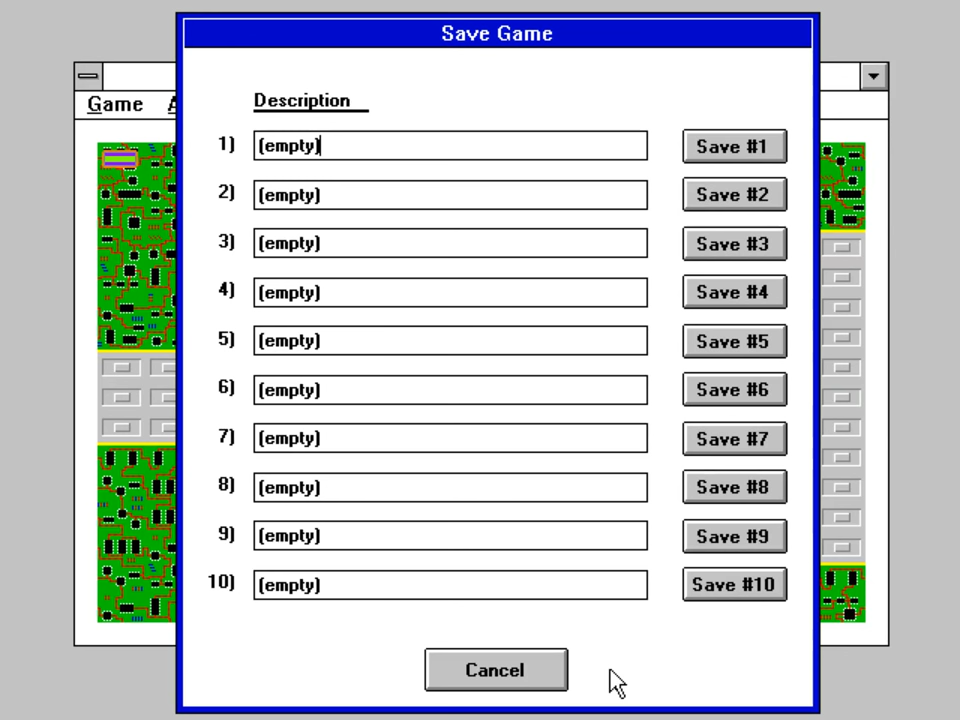 Save Game
Game A
Description
1) (empty) Save #1
2) (empty) Save #2
3) (empty) Save #3
4) (empty) Save #4
5) (empty) Save #5
6) (empty) Save #6
7) (empty) Save #7
8) (empty) Save #8
9) (empty) Save #9
10) (empty) Save #10
Cancel